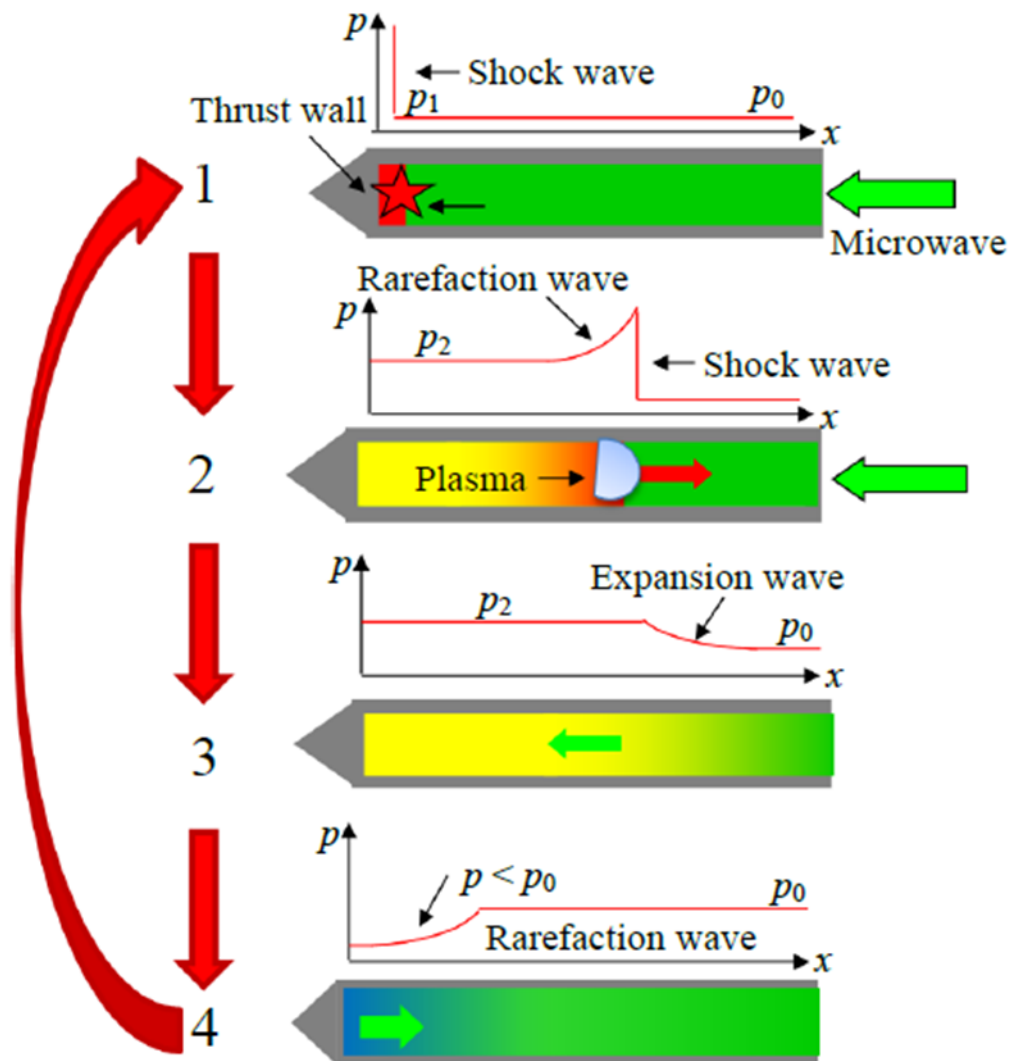 p
Shock wave
p₁
p₀
x
Thrust wall
1
Microwave
Rarefaction wave
p
p₂
Shock wave
x
2
Plasma
p
Expansion wave
p₂
p₀
x
3
p
p < p₀
p₀
Rarefaction wave
x
4